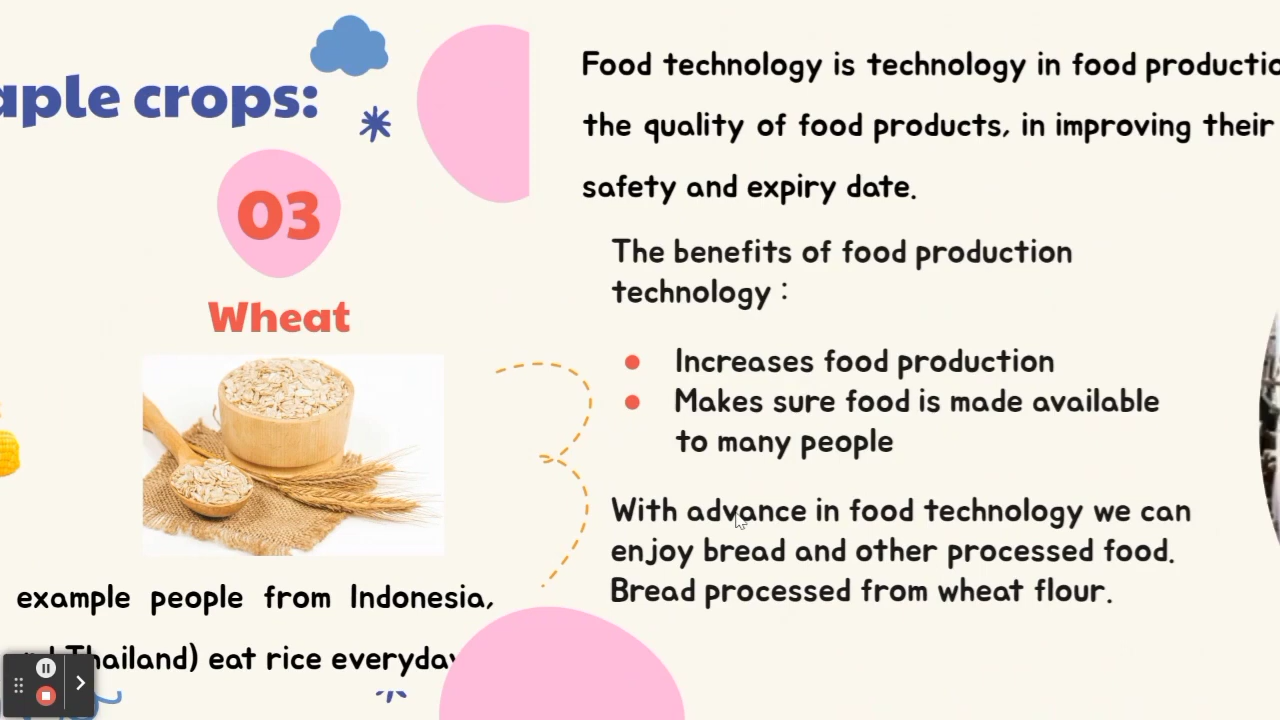 crops:
03
Wheat
example people from Indonesia,
Thailand) eat rice everyday
Food technology is technology in food
the quality of food products, in improving their
safety and expiry date.
The benefits of food production
technology :
Increases food production
Makes sure food is made available
to many people
With advance in food technology we can
enjoy bread and other processed food.
Bread processed from wheat flour.